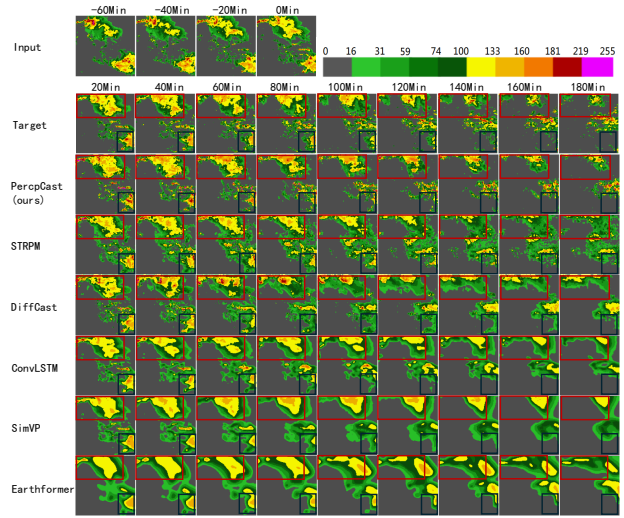 −60Min −40Min −20Min 0Min
Input
0 16 31 59 74 100 133 160 181 219 255
20Min 40Min 60Min 80Min 100Min 120Min 140Min 160Min 180Min
Target
PercpCast
(ours)
STRPM
DiffCast
ConvLSTM
SimVP
Earthformer